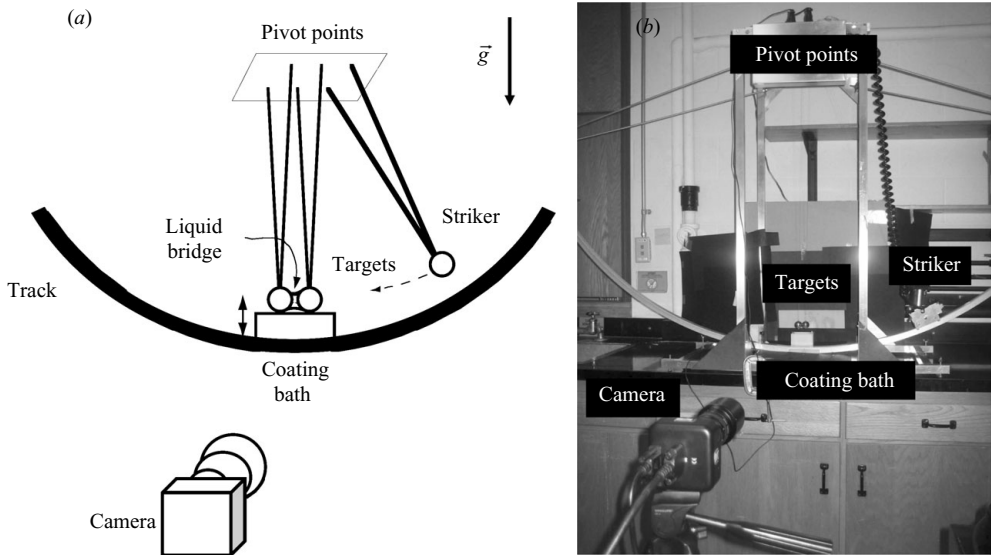 (a)
Pivot points
g
Liquid
bridge
Targets
Striker
Track
Coating
bath
Camera
(b)
Pivot points
Targets
Striker
Coating bath
Camera